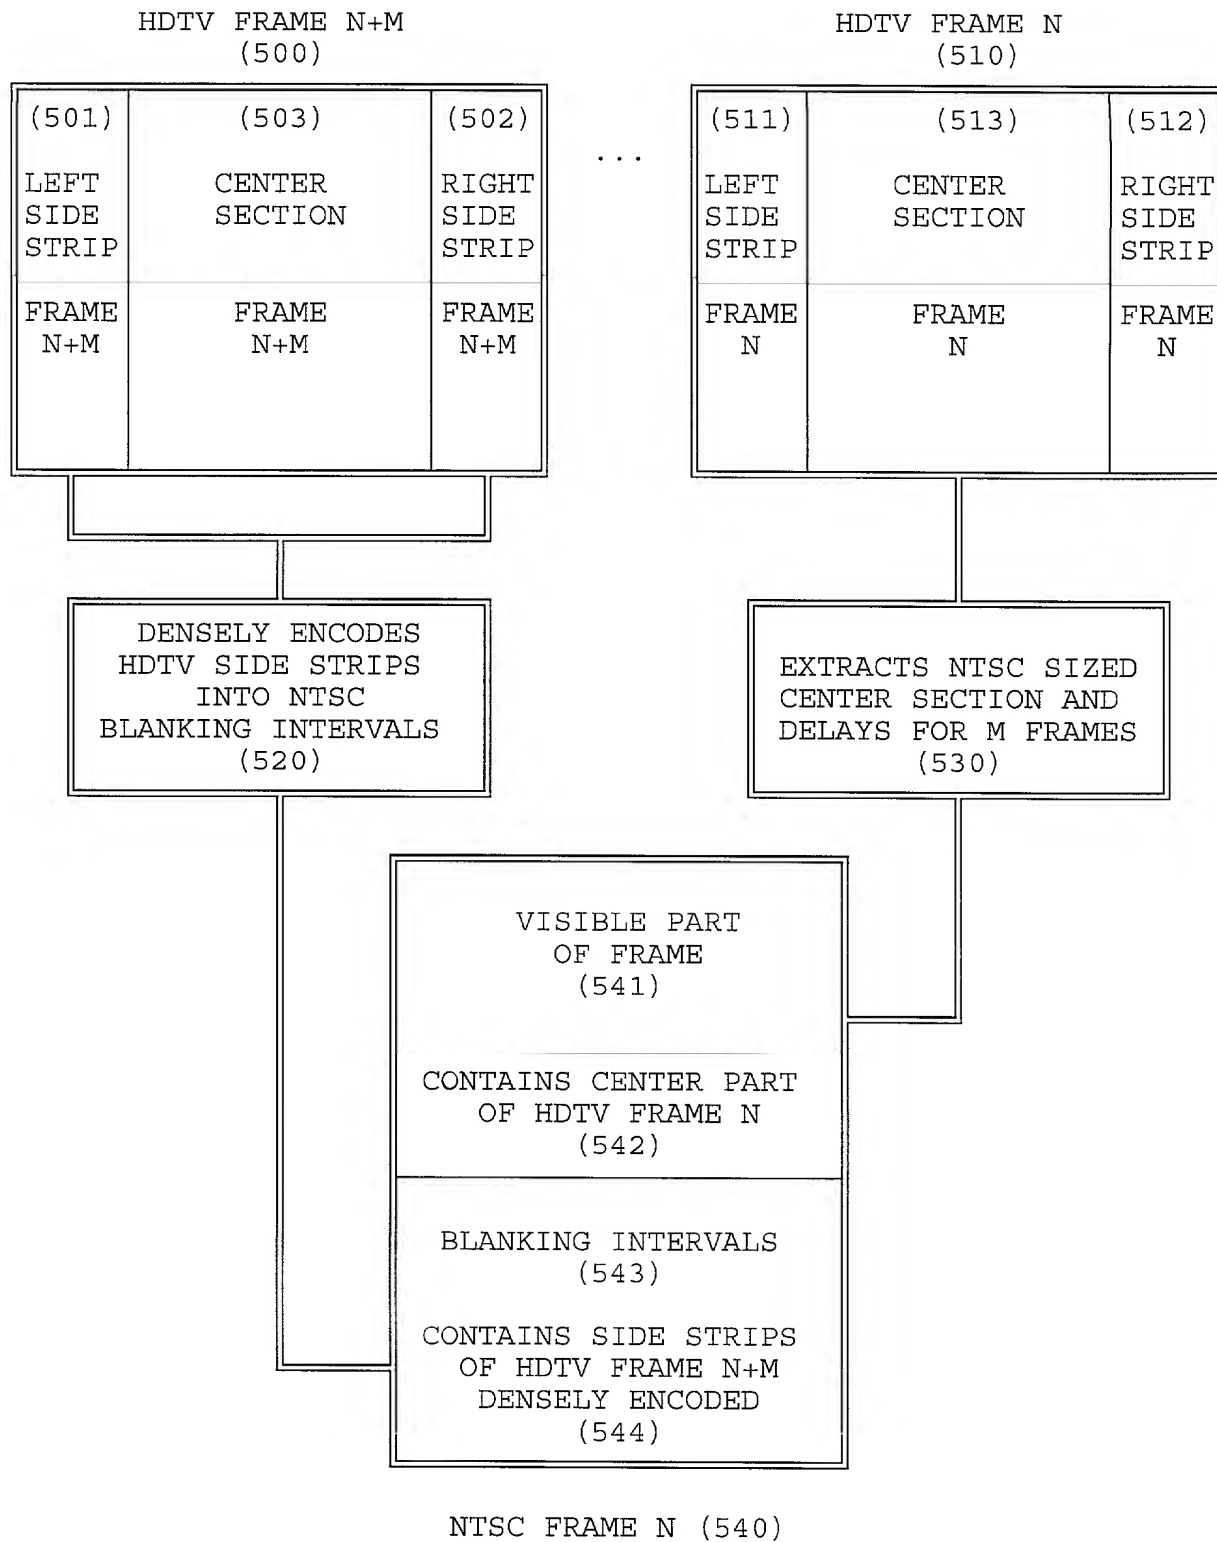 HDTV FRAME N+M
(500)
HDTV FRAME N
(510)
(501)
LEFT
SIDE
STRIP
FRAME
N+M
(503)
CENTER
SECTION
FRAME
N+M
(502)
RIGHT
SIDE
STRIP
FRAME
N+M
...
(511)
LEFT
SIDE
STRIP
FRAME
N
(513)
CENTER
SECTION
FRAME
N
(512)
RIGHT
SIDE
STRIP
FRAME
N
DENSELY ENCODES
HDTV SIDE STRIPS
INTO NTSC
BLANKING INTERVALS
(520)
EXTRACTS NTSC SIZED
CENTER SECTION AND
DELAYS FOR M FRAMES
(530)
VISIBLE PART
OF FRAME
(541)
CONTAINS CENTER PART
OF HDTV FRAME N
(542)
BLANKING INTERVALS
(543)
CONTAINS SIDE STRIPS
OF HDTV FRAME N+M
DENSELY ENCODED
(544)
NTSC FRAME N (540)